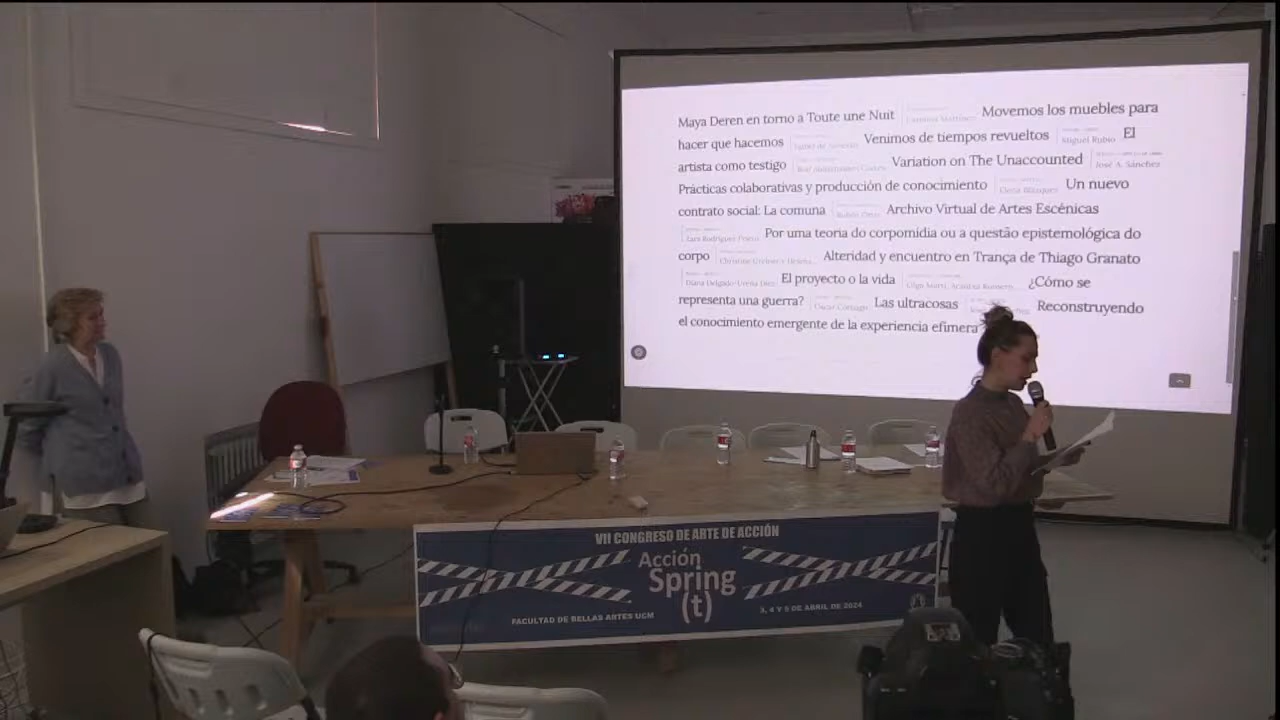 Maya Deren en torno a Toute une Nuit Movemos los muebles para
hacer que hacemos Venimos de tiempos revueltos Miguel Rubio El
artista como testigo Variation on The Unaccounted José A. Sánchez
Prácticas colaborativas y producción de conocimiento Un nuevo
contrato social: La comuna Archivo Virtual de Artes Escénicas
Por uma teoria do corpomidia ou a questão epistemológica do
corpo Alteridad y encuentro en Trança de Thiago Granato
El proyecto o la vida ¿Cómo se
representa una guerra? Las ultracosas Reconstruyendo
el conocimiento emergente de la experiencia efímera
VII CONGRESO DE ARTE DE ACCIÓN
Acción
Spring
(t)
FACULTAD DE BELLAS ARTES UCM
3, 4 Y 5 DE ABRIL DE 2024